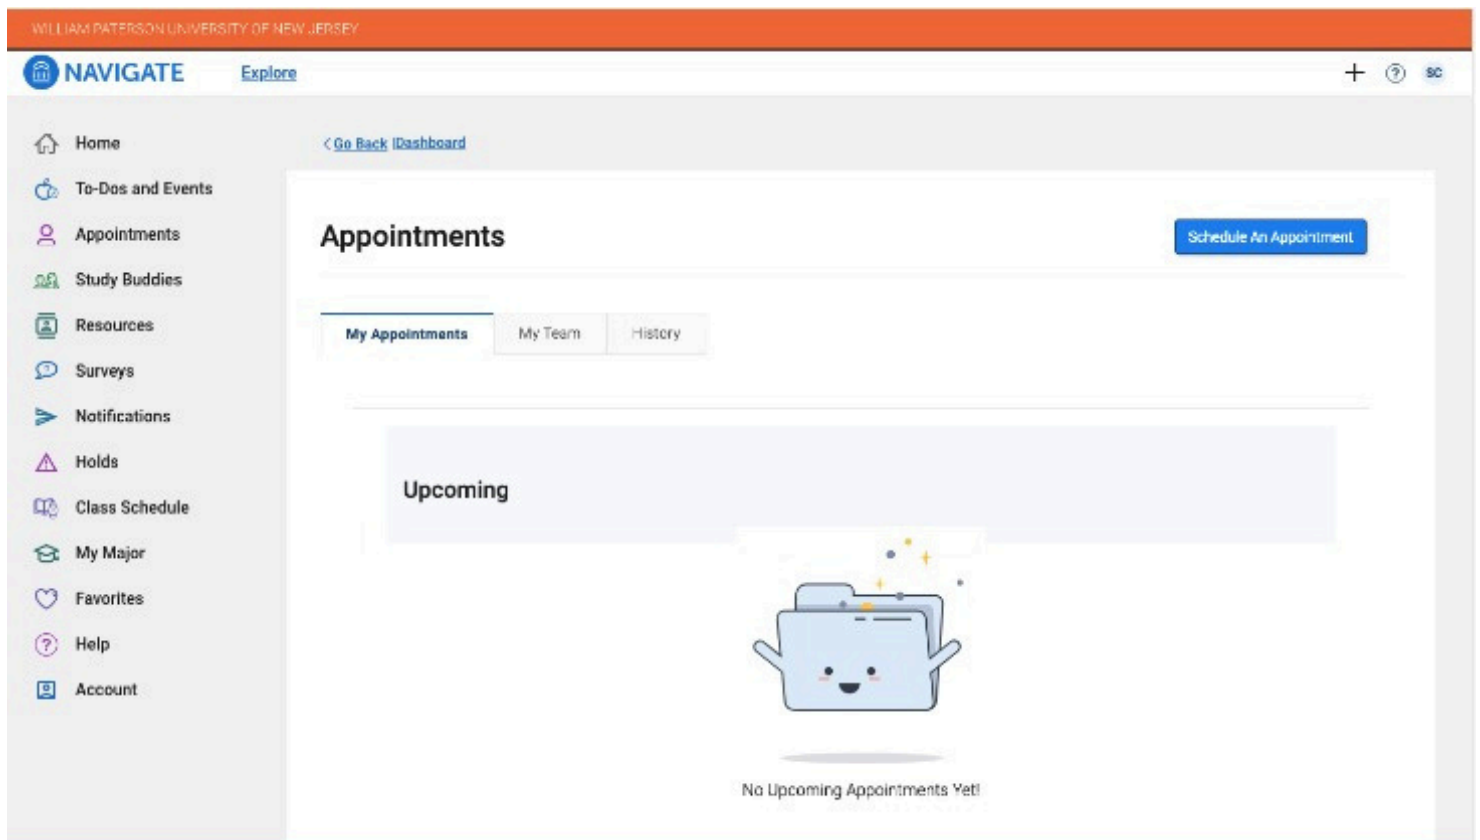 WILLIAM PATERSON UNIVERSITY OF NEW JERSEY
NAVIGATE Explore SC
Home
To-Dos and Events
Appointments
Study Buddies
Resources
Surveys
Notifications
Holds
Class Schedule
My Major
Favorites
Help
Account
< Go Back |Dashboard
Appointments
Schedule An Appointment
My Appointments My Team History
Upcoming
No Upcoming Appointments Yet!